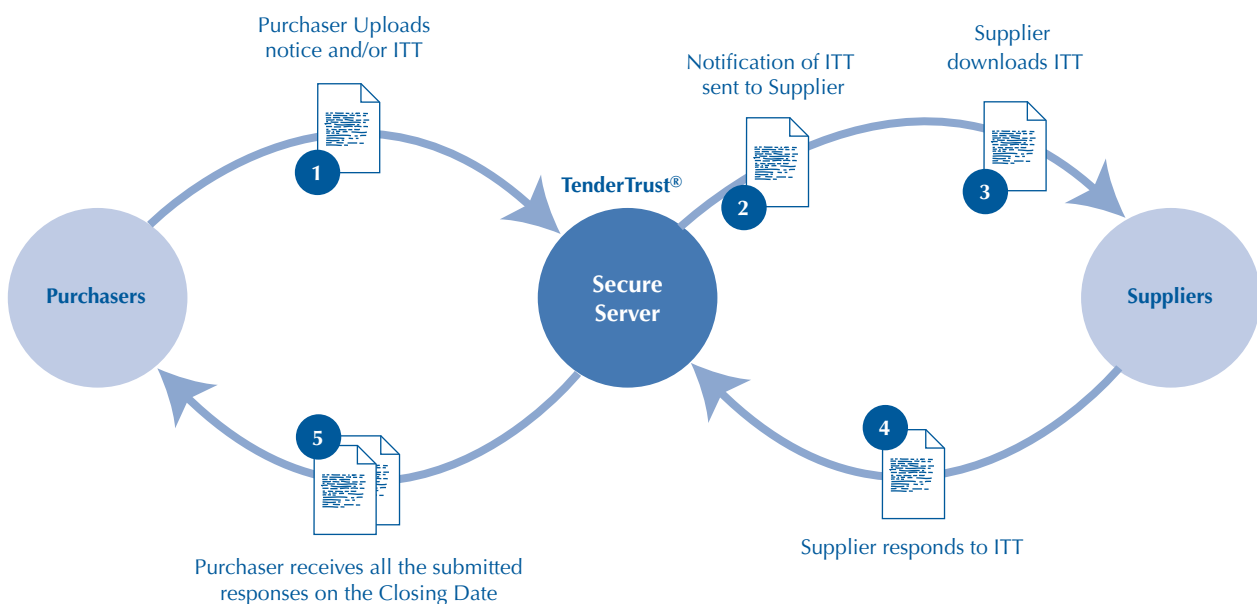 Purchaser Uploads
notice and/or ITT
1
Notification of ITT
sent to Supplier
2
Supplier
downloads ITT
3
TenderTrust®
Purchasers
Secure
Server
Suppliers
4
Supplier responds to ITT
5
Purchaser receives all the submitted
responses on the Closing Date